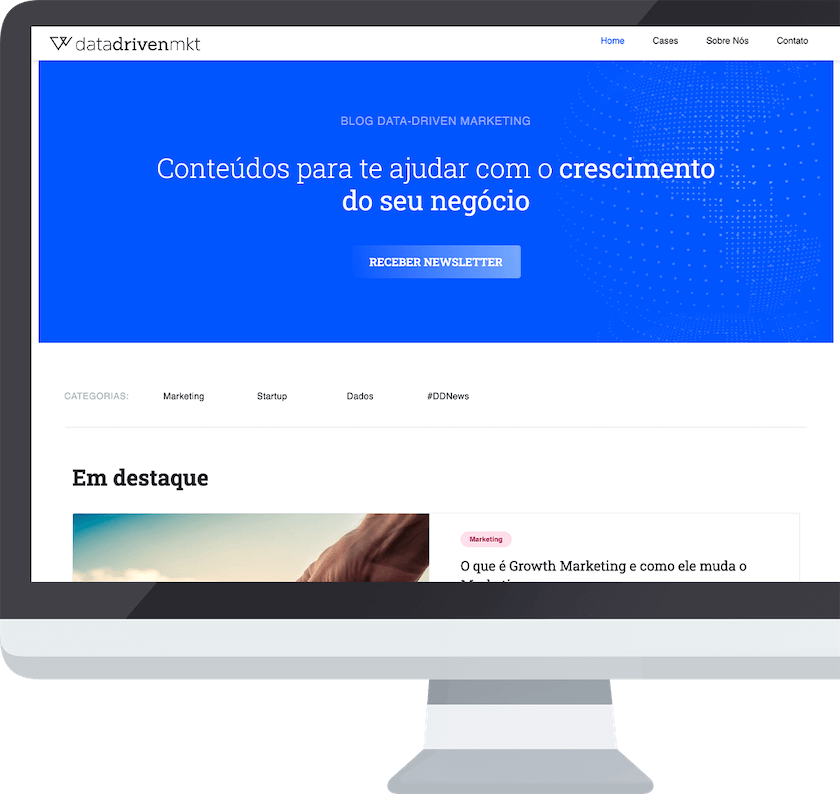 datadrivenmkt
Home Cases Sobre Nós Contato
BLOG DATA-DRIVEN MARKETING
Conteúdos para te ajudar com o crescimento
do seu negócio
RECEBER NEWSLETTER
CATEGORIAS: Marketing Startup Dados #DDNews
Em destaque
Marketing
O que é Growth Marketing e como ele muda o